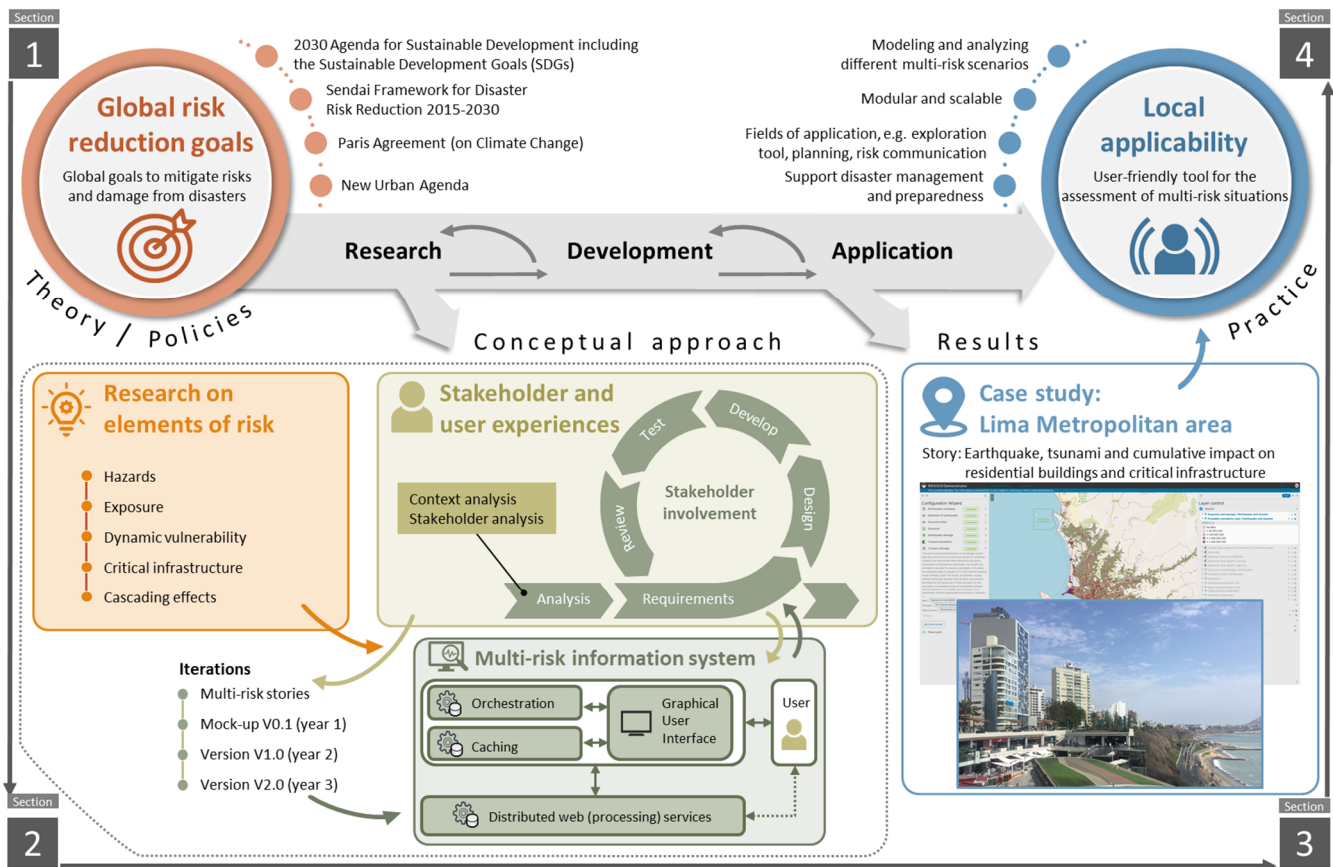 Section
1
Global risk
reduction goals
Global goals to mitigate risks
and damage from disasters
Theory / Policies
2030 Agenda for Sustainable Development including
the Sustainable Development Goals (SDGs)
Sendai Framework for Disaster
Risk Reduction 2015-2030
Paris Agreement (on Climate Change)
New Urban Agenda
Modeling and analyzing
different multi-risk scenarios
Modular and scalable
Fields of application, e.g. exploration
tool, planning, risk communication
Support disaster management
and preparedness
Section
4
Local
applicability
User-friendly tool for the
assessment of multi-risk situations
Practice
Research
Development
Application
Conceptual approach
Results
Research on
elements of risk
Hazards
Exposure
Dynamic vulnerability
Critical infrastructure
Cascading effects
Stakeholder and
user experiences
Context analysis
Stakeholder analysis
Analysis
Requirements
Design
Develop
Test
Review
Stakeholder
involvement
Iterations
Multi-risk stories
Mock-up V0.1 (year 1)
Version V1.0 (year 2)
Version V2.0 (year 3)
Multi-risk information system
Orchestration
Caching
Graphical
User
Interface
User
Distributed web (processing) services
Case study:
Lima Metropolitan area
Story: Earthquake, tsunami and cumulative impact on
residential buildings and critical infrastructure
Configuration Wizard
Layer control
Section
2
Section
3